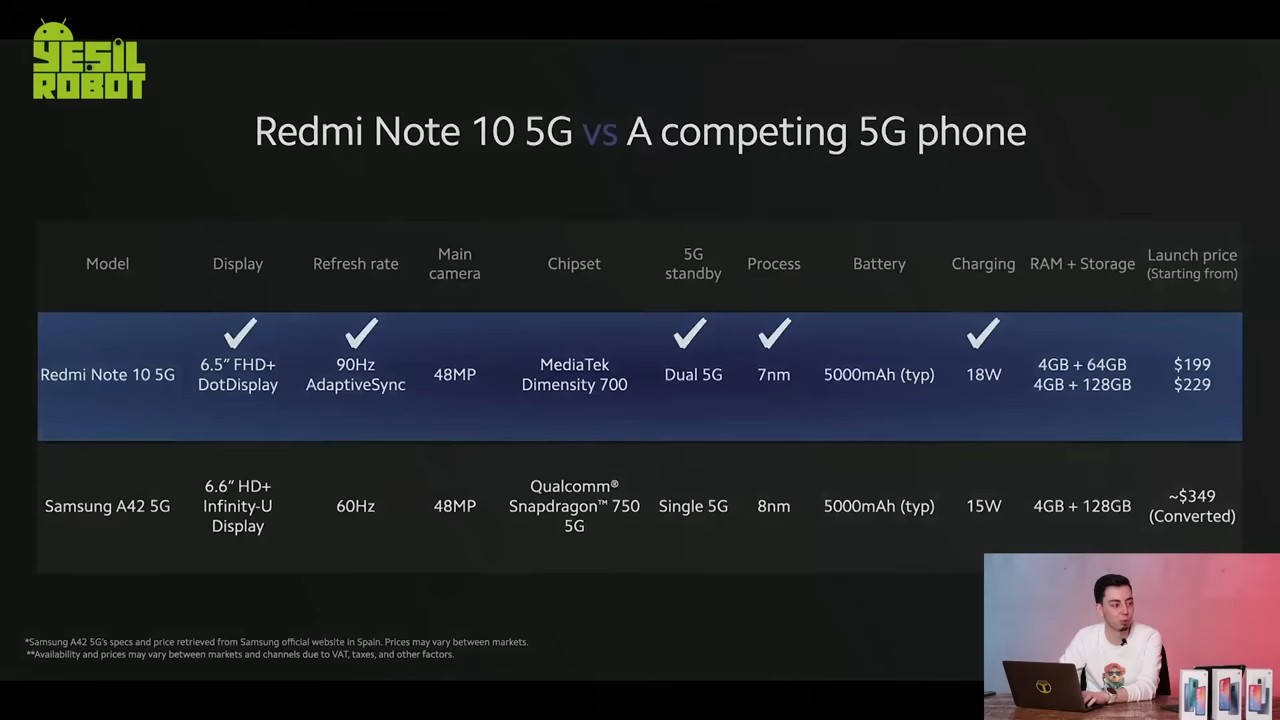 YEŞİL
ROBOT
Redmi Note 10 5G vs A competing 5G phone
Model
Display
Refresh rate
Main
camera
Chipset
5G
standby
Process
Battery
Charging
RAM + Storage
Launch price
(Starting from)
Redmi Note 10 5G
6.5" FHD+
DotDisplay
90Hz
AdaptiveSync
48MP
MediaTek
Dimensity 700
Dual 5G
7nm
5000mAh (typ)
18W
4GB + 64GB
4GB + 128GB
$199
$229
Samsung A42 5G
6.6" HD+
Infinity-U
Display
60Hz
48MP
Qualcomm®
Snapdragon™ 750
5G
Single 5G
8nm
5000mAh (typ)
15W
4GB + 128GB
~$349
(Converted)
*Samsung A42 5G's specs and price retrieved from Samsung official website in Spain. Prices may vary between markets.
**Availability and prices may vary between markets and channels due to VAT, taxes, and other factors.